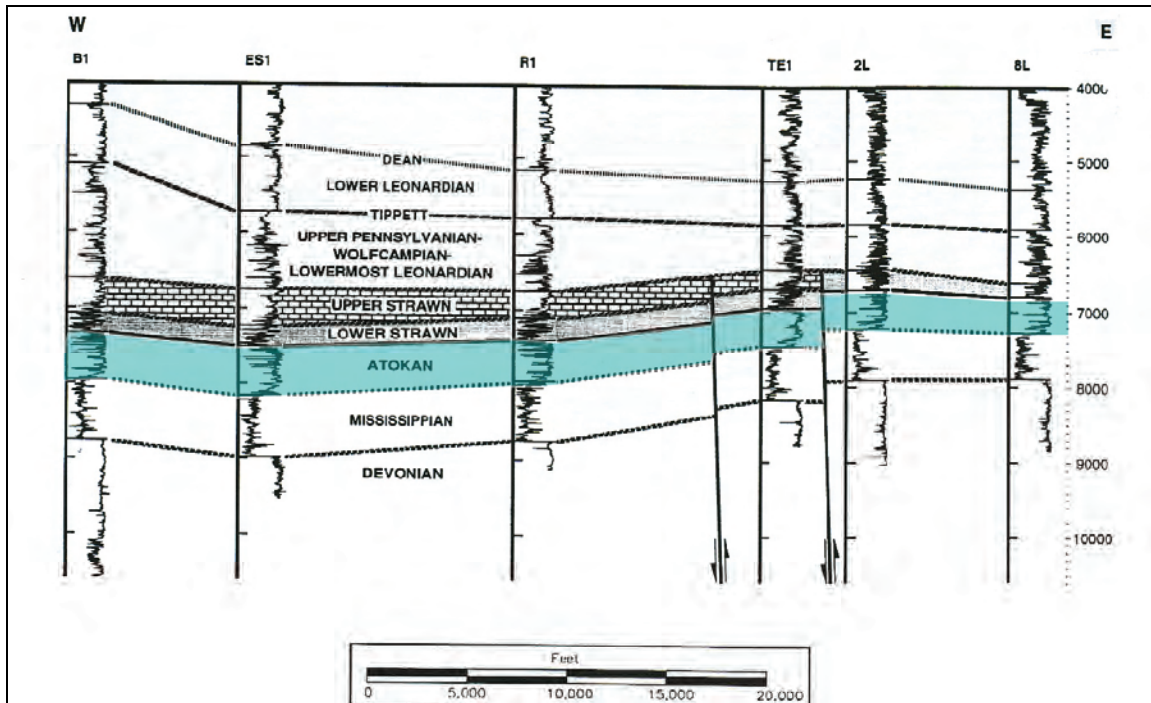 W E
B1 ES1 R1 TE1 2L 8L
4000
DEAN
5000
LOWER LEONARDIAN
TIPPETT
6000
UPPER PENNSYLVANIAN-
WOLFCAMPIAN-
LOWERMOST LEONARDIAN
UPPER STRAWN
7000
LOWER STRAWN
ATOKAN
8000
MISSISSIPPIAN
DEVONIAN
9000
10000
Feet
0 5,000 10,000 15,000 20,000